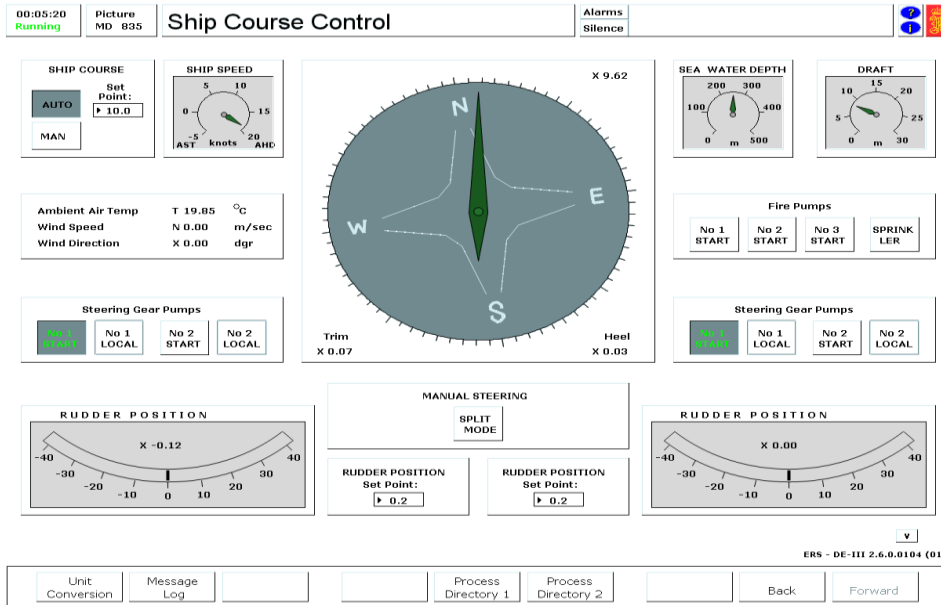 00:05:20
Running
Picture
MD 835
Ship Course Control
Alarms
Silence
?
i
SHIP COURSE
AUTO
MAN
Set
Point:
10.0
SHIP SPEED
-5 0 5 10 15 20
AST knots AHD
X 9.62
N
E
S
W
Trim
X 0.07
Heel
X 0.03
SEA WATER DEPTH
0 100 200 300 400 500
m
DRAFT
0 5 10 15 20 25 30
m
Ambient Air Temp T 19.85 °C
Wind Speed N 0.00 m/sec
Wind Direction X 0.00 dgr
Fire Pumps
No 1
START
No 2
START
No 3
START
SPRINK
LER
Steering Gear Pumps
No 1
START
No 1
LOCAL
No 2
START
No 2
LOCAL
Steering Gear Pumps
No 1
START
No 1
LOCAL
No 2
START
No 2
LOCAL
MANUAL STEERING
SPLIT
MODE
RUDDER POSITION
X -0.12
-40 -30 -20 -10 0 10 20 30 40
RUDDER POSITION
Set Point:
0.2
RUDDER POSITION
Set Point:
0.2
RUDDER POSITION
X 0.00
-40 -30 -20 -10 0 10 20 30 40
v
ERS - DE-III 2.6.0.0104 (01
Unit
Conversion
Message
Log
Process
Directory 1
Process
Directory 2
Back
Forward